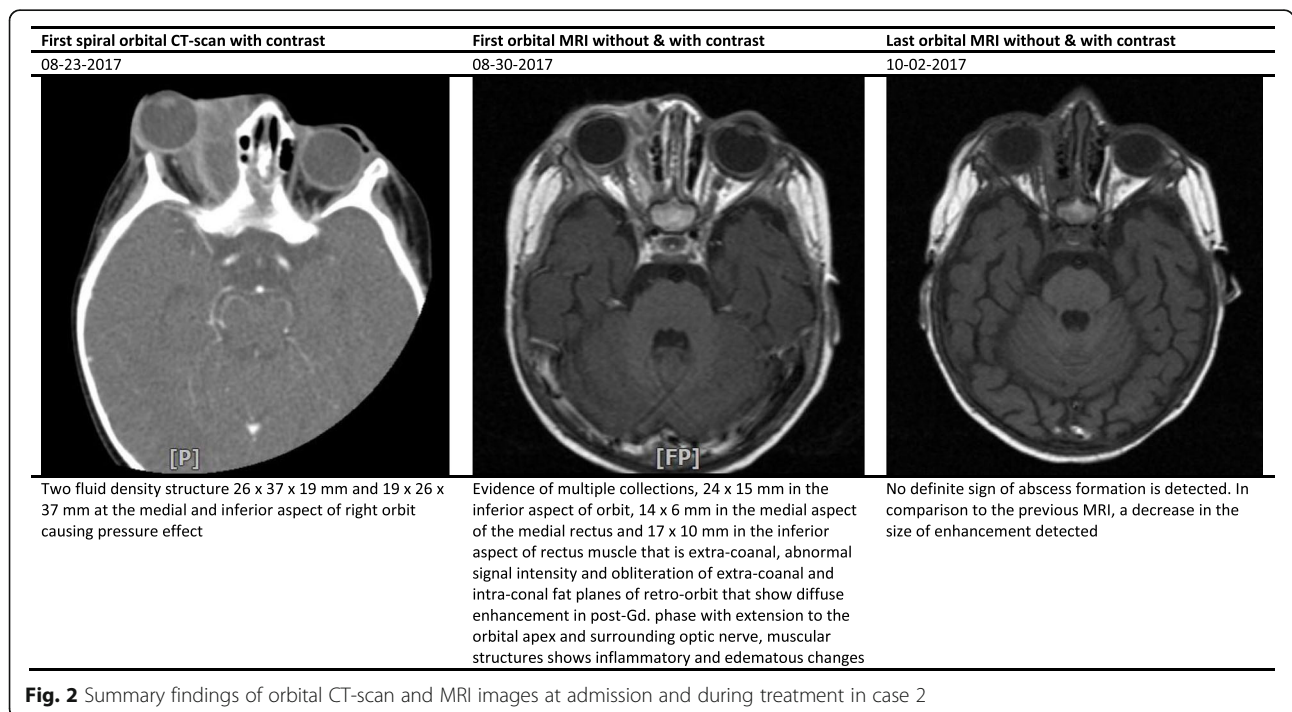 First spiral orbital CT-scan with contrast
First orbital MRI without & with contrast
Last orbital MRI without & with contrast
08-23-2017
08-30-2017
10-02-2017
[P]
[FP]
Two fluid density structure 26 x 37 x 19 mm and 19 x 26 x
37 mm at the medial and inferior aspect of right orbit
causing pressure effect
Evidence of multiple collections, 24 x 15 mm in the
inferior aspect of orbit, 14 x 6 mm in the medial aspect
of the medial rectus and 17 x 10 mm in the inferior
aspect of rectus muscle that is extra-coanal, abnormal
signal intensity and obliteration of extra-coanal and
intra-conal fat planes of retro-orbit that show diffuse
enhancement in post-Gd. phase with extension to the
orbital apex and surrounding optic nerve, muscular
structures shows inflammatory and edematous changes
No definite sign of abscess formation is detected. In
comparison to the previous MRI, a decrease in the
size of enhancement detected
Fig. 2 Summary findings of orbital CT-scan and MRI images at admission and during treatment in case 2